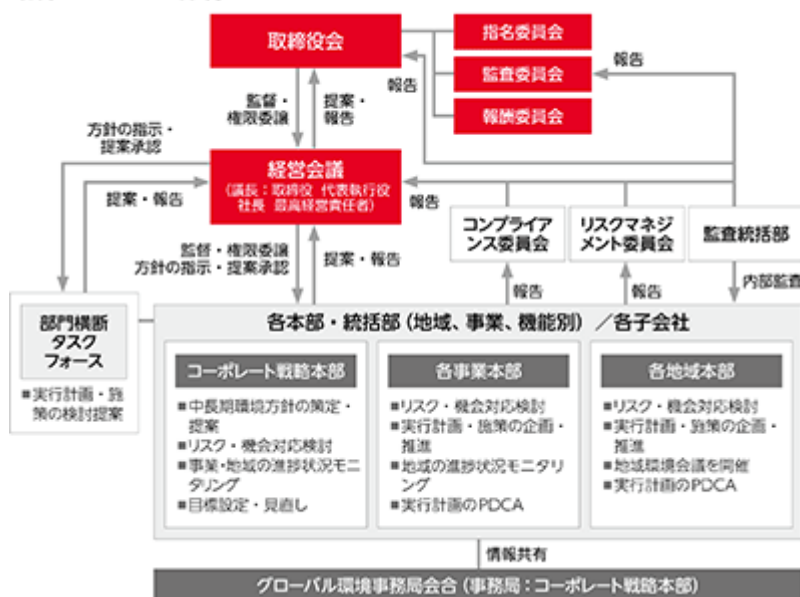 取締役会
指名委員会
監査委員会
報酬委員会
報告
報告
監督・
権限委譲
提案・
報告
方針の指示・
提案承認
経営会議
(議長:取締役 代表執行役
社長 最高経営責任者)
提案・報告
報告
コンプライア
ンス委員会
リスクマネジ
メント委員会
監査統括部
監督・権限委譲
方針の指示・提案承認
提案・報告
報告
報告
内部監査
部門横断
タスク
フォース
■実行計画・施
策の検討提案
各本部・統括部(地域、事業、機能別)/各子会社
コーポレート戦略本部
■中長期環境方針の策定・
提案
■リスク・機会対応検討
■事業・地域の進捗状況モニ
タリング
■目標設定・見直し
各事業本部
■リスク・機会対応検討
■実行計画・施策の企画・
推進
■地域の進捗状況モニタリ
ング
■実行計画のPDCA
各地域本部
■リスク・機会対応検討
■実行計画・施策の企画・
推進
■地域環境会議を開催
■実行計画のPDCA
情報共有
グローバル環境事務局会合(事務局:コーポレート戦略本部)